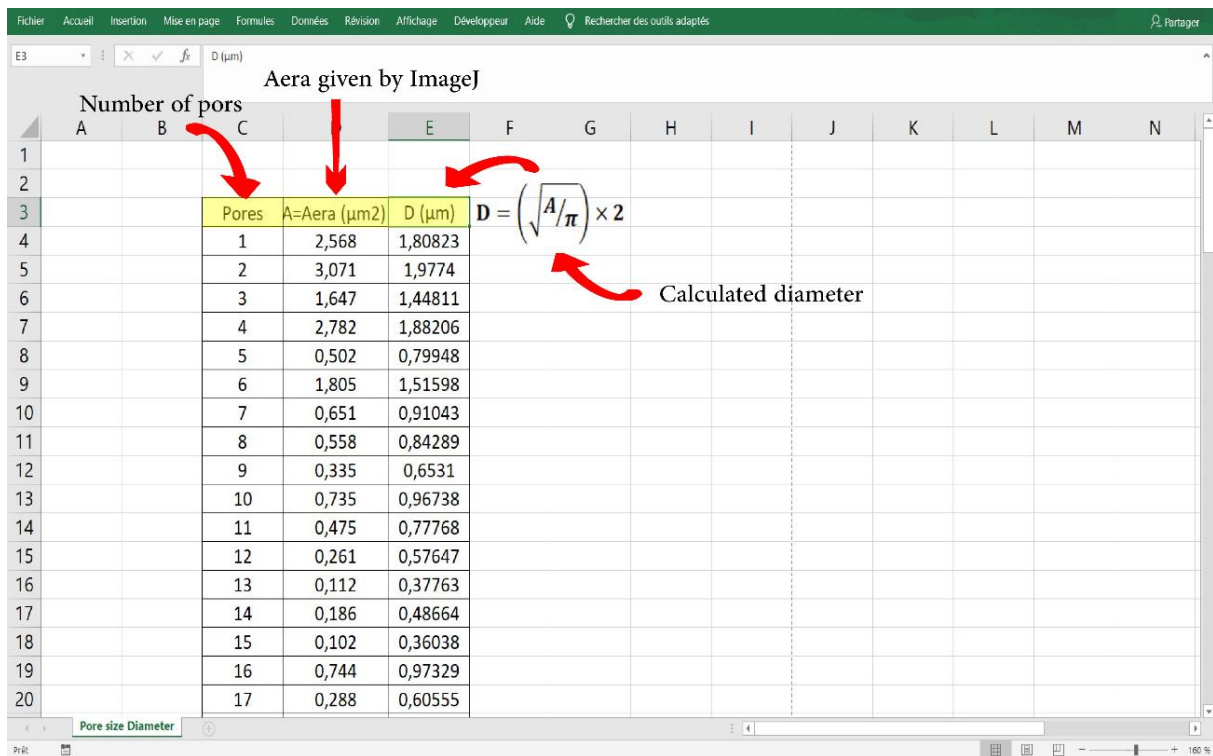 Fichier Accueil Insertion Mise en page Formules Données Révision Affichage Développeur Aide Rechercher des outils adaptés Partager
E3 fx D (µm)
Aera given by ImageJ
Number of pors
A B C E F G H I J K L M N
1
2
3 Pores A=Aera (µm2) D (µm) D = (√A/π) × 2
4 1 2,568 1,80823
5 2 3,071 1,9774
6 3 1,647 1,44811
Calculated diameter
7 4 2,782 1,88206
8 5 0,502 0,79948
9 6 1,805 1,51598
10 7 0,651 0,91043
11 8 0,558 0,84289
12 9 0,335 0,6531
13 10 0,735 0,96738
14 11 0,475 0,77768
15 12 0,261 0,57647
16 13 0,112 0,37763
17 14 0,186 0,48664
18 15 0,102 0,36038
19 16 0,744 0,97329
20 17 0,288 0,60555
Pore size Diameter
Prêt 160 %